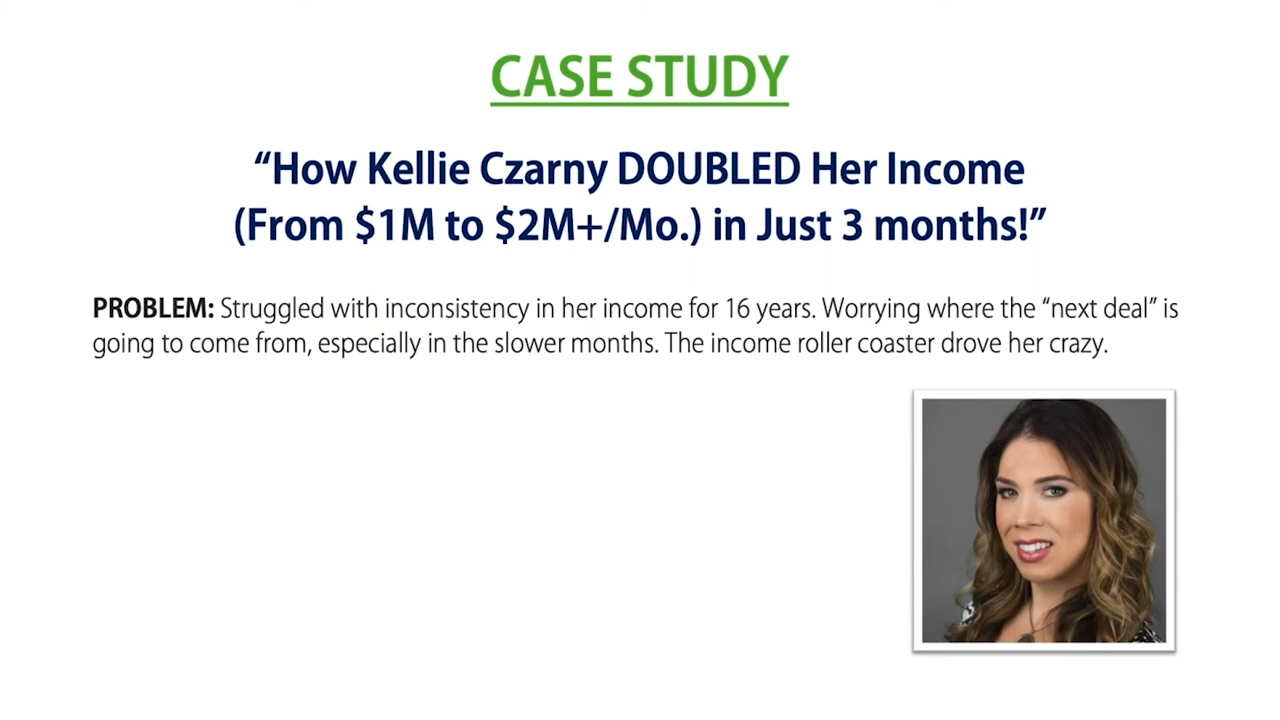 CASE STUDY
“How Kellie Czarny DOUBLED Her Income
(From $1M to $2M+/Mo.) in Just 3 months!”
PROBLEM: Struggled with inconsistency in her income for 16 years. Worrying where the “next deal” is
going to come from, especially in the slower months. The income roller coaster drove her crazy.